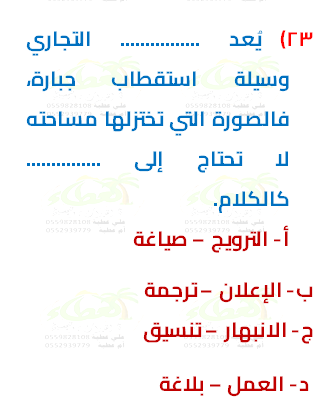 ٢٣) يُعد ................ التجاري
وسيلة استقطاب جبارة،
فالصورة التي تختزلها مساحته
لا تحتاج إلى ...............
كالكلام.
أ- الترويج – صياغة
ب- الإعلان –ترجمة
ج- الانبهار – تنسيق
د- العمل – بلاغة